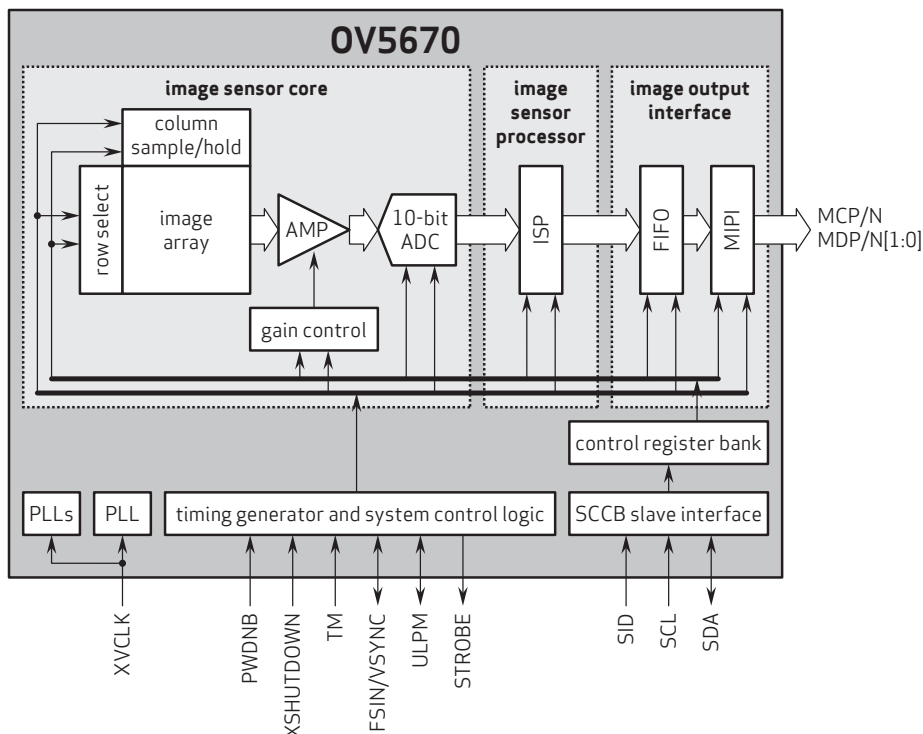 OV5670
image sensor core
image
sensor
processor
image output
interface
column
sample/hold
row select
image
array
AMP
10-bit
ADC
ISP
FIFO
MIPI
MCP/N
MDP/N[1:0]
gain control
control register bank
PLLs
PLL
timing generator and system control logic
SCCB slave interface
XVCLK
PWDNB
XSHUTDOWN
TM
FSIN/VSYNC
ULPM
STROBE
SID
SCL
SDA